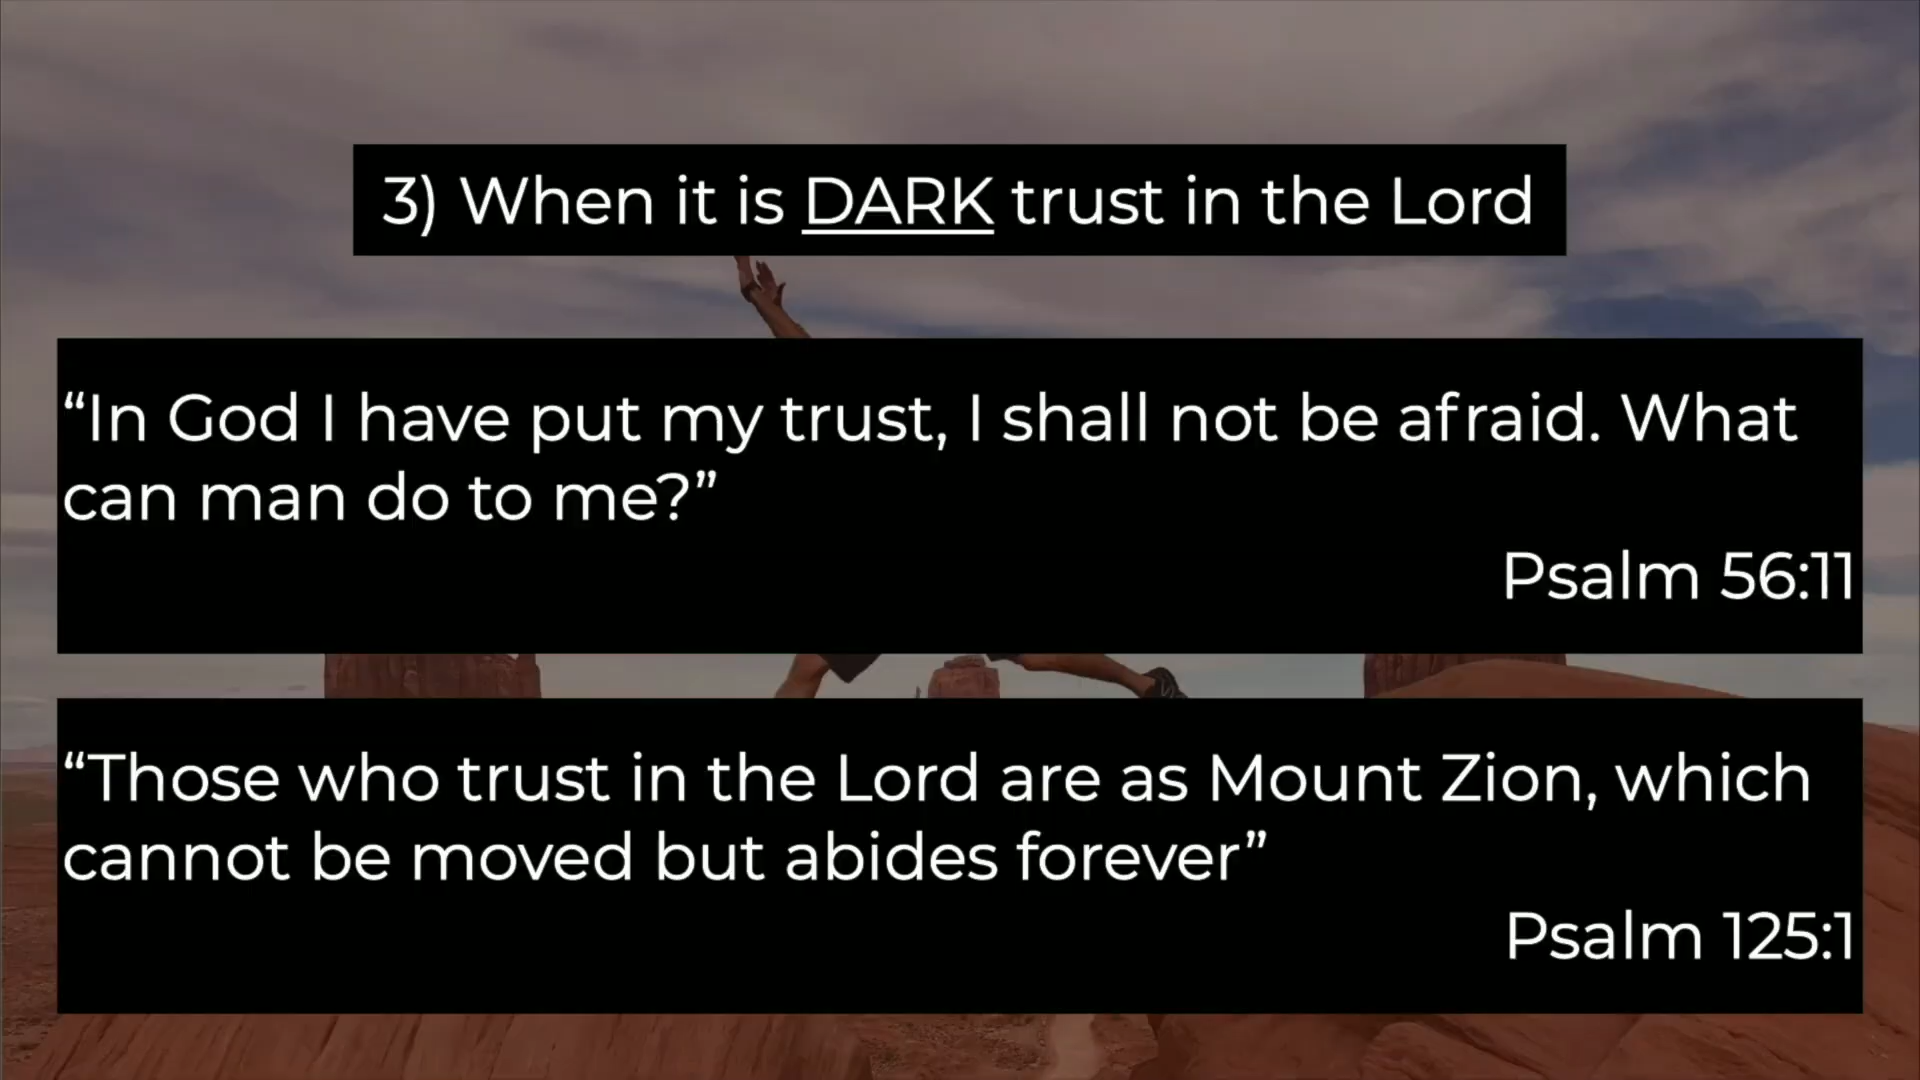 3) When it is DARK trust in the Lord
“In God I have put my trust, I shall not be afraid. What
can man do to me?”
Psalm 56:11
“Those who trust in the Lord are as Mount Zion, which
cannot be moved but abides forever”
Psalm 125:1